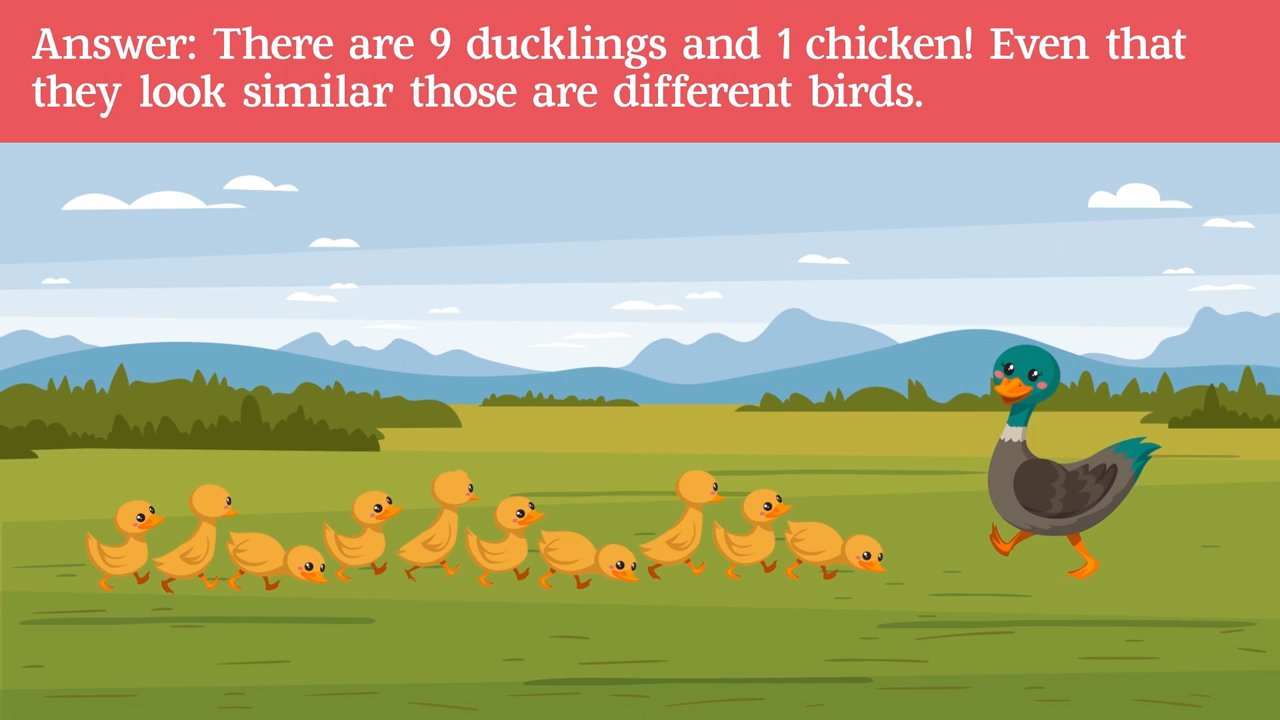 Answer: There are 9 ducklings and 1 chicken! Even that
they look similar those are different birds.